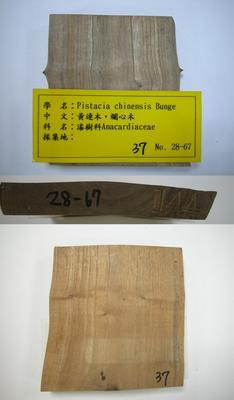 學　名：Pistacia chinensis Bunge
中　文：黃連木，爛心木
科　名：漆樹科Anacardiaceae
採集地：
37 No. 28-67
28-67
144
6 37